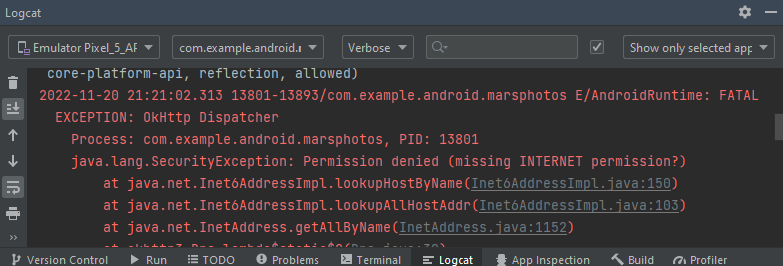 Logcat
Emulator Pixel_5_AF com.example.android.m Verbose Show only selected app
core-platform-api, reflection, allowed)
2022-11-20 21:21:02.313 13801-13893/com.example.android.marsphotos E/AndroidRuntime: FATAL
EXCEPTION: OkHttp Dispatcher
Process: com.example.android.marsphotos, PID: 13801
java.lang.SecurityException: Permission denied (missing INTERNET permission?)
at java.net.Inet6AddressImpl.lookupHostByName(Inet6AddressImpl.java:150)
at java.net.Inet6AddressImpl.lookupAllHostAddr(Inet6AddressImpl.java:103)
at java.net.InetAddress.getAllByName(InetAddress.java:1152)
Version Control Run TODO Problems Terminal Logcat App Inspection Build Profiler